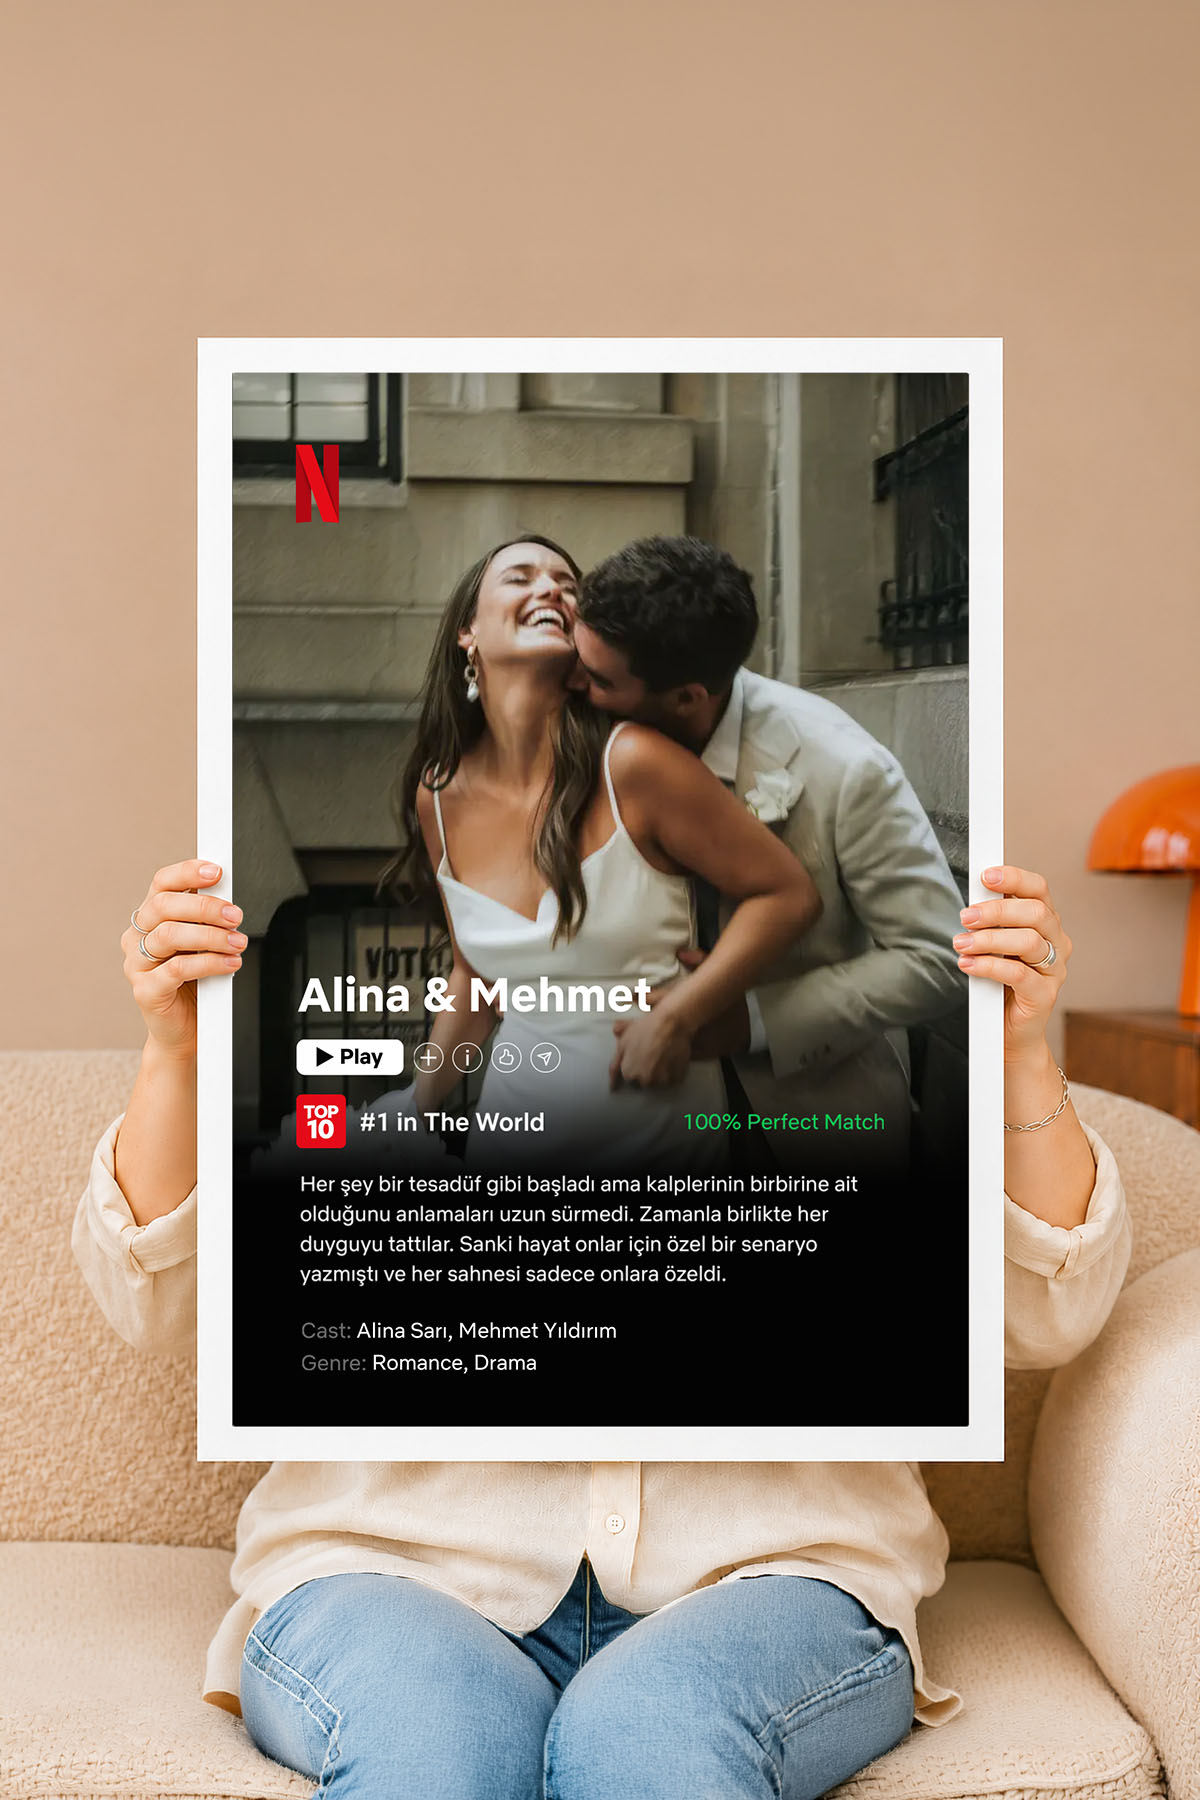 N
VOTE!
Alina & Mehmet
Play
TOP
10
#1 in The World
100% Perfect Match
Her şey bir tesadüf gibi başladı ama kalplerinin birbirine ait
olduğunu anlamaları uzun sürmedi. Zamanla birlikte her
duyguyu tattılar. Sanki hayat onlar için özel bir senaryo
yazmıştı ve her sahnesi sadece onlara özeldi.
Cast: Alina Sarı, Mehmet Yıldırım
Genre: Romance, Drama